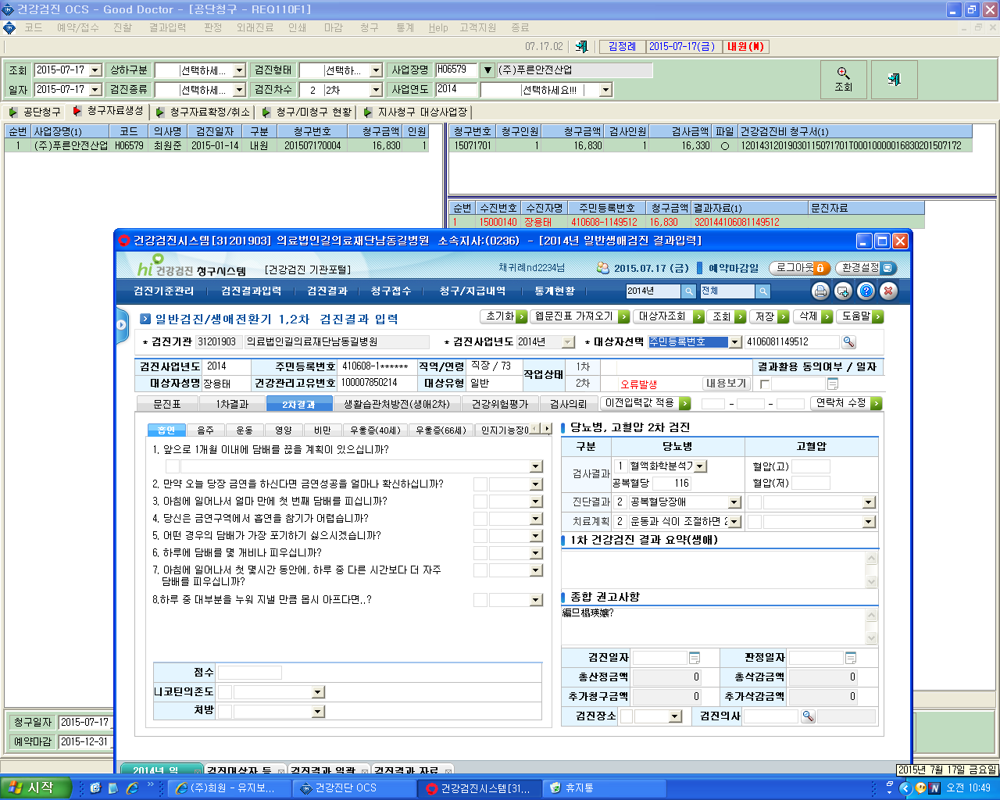 건강검진 OCS - Good Doctor - [공단청구 - REQ110F1]
코드 예약/접수 진찰 결과입력 판정 외래진료 인쇄 마감 청구 통계 Help 고객지원 종료
07.17.02 김정례 2015-07-17(금) 내원(M)
조회 2015-07-17 상하구분 [선택하세... 검진형태 [선택하... 사업장명 H06579 ▼ (주)푸른안전산업
일자 2015-07-17 검진종류 [선택하세... 검진차수 2 2차 사업연도 2014 [선택하세요!!! 조회
공단청구 청구자료생성 청구자료확정/취소 청구/미청구 현황 지사청구 대상사업장
순번 사업장명(1) 코드 의사명 검진일자 구분 청구번호 청구금액 인원
1 (주)푸른안전산업 H06579 최원준 2015-01-14 내원 201507170004 16,830 1
청구번호 청구인원 청구금액 검사인원 검사금액 파일 건강검진비 청구서(1)
15071701 1 16,830 1 16,330 ○ 12014312019030115071701T0001000016830201507172
순번 수진번호 수진자명 주민등록번호 청구금액 결과자료(1) 문진자료
1 15000140 장용태 410608-1149512 16,830 320144106081149512
건강검진시스템[31201903] 의료법인길의료재단남동길병원 소속지사:(0236) - [2014년 일반생애검진 결과입력]
hi 건강검진 청구시스템 [건강검진 기관포털] 채귀례nd2234님 2015.07.17 (금) 예약마감일 로그아웃 환경설정
검진기준관리 검진결과입력 검진결과 청구접수 청구/지급내역 통계현황 2014년 전체
일반검진/생애전환기 1,2차 검진결과 입력 초기화 웹문진표 가져오기 대상자조회 조회 저장 삭제 도움말
* 검진기관 31201903 의료법인길의료재단남동길병원 * 검진사업년도 2014년 * 대상자선택 주민등록번호 4106081149512
검진사업년도 2014 주민등록번호 410608-1****** 직역/연령 직장 / 73 작업상태 1차 결과활용 동의여부 / 일자
대상자성명 장용태 건강관리고유번호 100007850214 대상유형 일반 2차 오류발생 내용보기
문진표 1차결과 2차결과 생활습관처방전(생애2차) 건강위험평가 검사의뢰 이전입력값 적용 - - 연락처 수정
흡연 음주 운동 영양 비만 우울증(40세) 우울증(66세) 인지기능장애
1. 앞으로 1개월 이내에 담배를 끊을 계획이 있으십니까?
2. 만약 오늘 당장 금연을 하신다면 금연성공을 얼마나 확신하십니까?
3. 아침에 일어나서 얼마 만에 첫 번째 담배를 피십니까?
4. 당신은 금연구역에서 흡연을 참기가 어렵습니까?
5. 어떤 경우의 담배가 가장 포기하기 싫으시겠습니까?
6. 하루에 담배를 몇 개비나 피우십니까?
7. 아침에 일어나서 첫 몇시간 동안에, 하루 중 다른 시간보다 더 자주
담배를 피우십니까?
8.하루 중 대부분을 누워 지낼 만큼 몹시 아프다면..?
점수
니코틴의존도
처방
당뇨병, 고혈압 2차 검진
구분 당뇨병 고혈압
검사결과 1 혈액화학분석기 혈압(고)
공복혈당 116 혈압(저)
진단결과 2 공복혈당장애
치료계획 2 운동과 식이 조절하면 2
1차 건강검진 결과 요약(생애)
종합 권고사항
검진일자 판정일자
총산정금액 0 총삭감금액 0
추가청구금액 0 추가삭감금액 0
검진장소 검진의사
청구일자 2015-07-17
예약마감 2015-12-31
2014년 일 검진대상자 등 검진결과 일괄 검진결과 자료
2015년 7월 17일 금요일
시작 (주)회원 - 유지보... 건강진단 OCS 건강검진시스템[31... 휴지통 오전 10:49